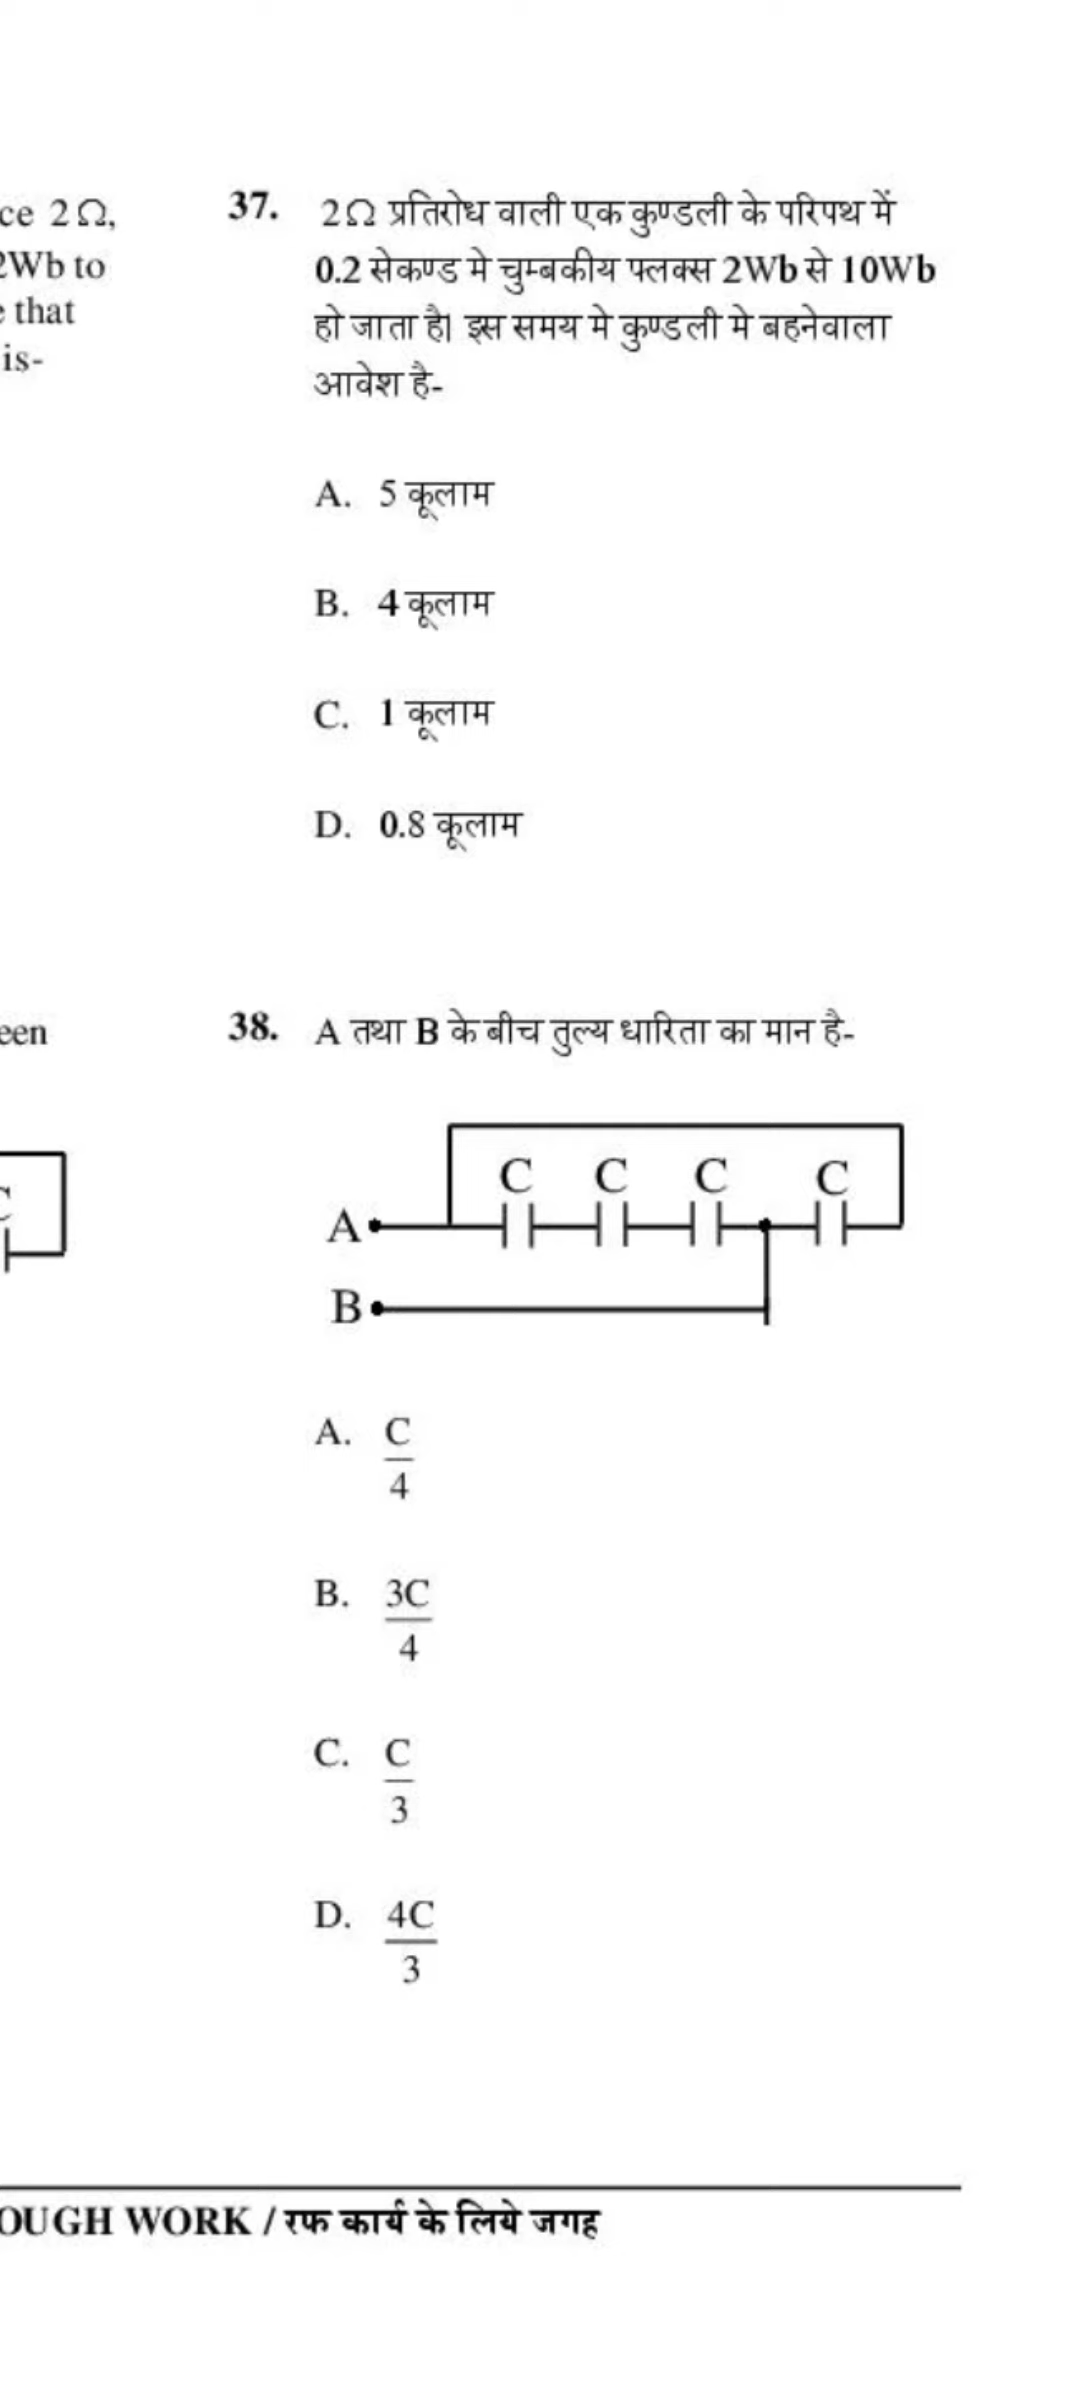 ce 2Ω,
2Wb to
that
is-
37. 2Ω प्रतिरोध वाली एक कुण्डली के परिपथ में
0.2 सेकण्ड मे चुम्बकीय फ्लक्स 2Wb से 10Wb
हो जाता है। इस समय मे कुण्डली मे बहनेवाला
आवेश है-
A. 5 कूलाम
B. 4 कूलाम
C. 1 कूलाम
D. 0.8 कूलाम
een
38. A तथा B के बीच तुल्य धारिता का मान है-
C C C C
A
B
A. C/4
B. 3C/4
C. C/3
D. 4C/3
OUGH WORK / रफ कार्य के लिये जगह